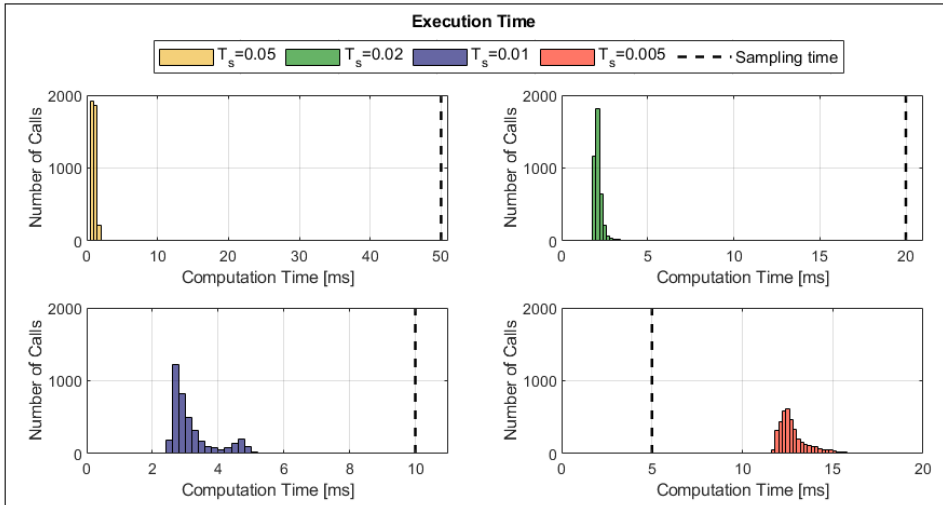 Execution Time
T_s=0.05 T_s=0.02 T_s=0.01 T_s=0.005 Sampling time
Number of Calls
2000
1000
0
0 10 20 30 40 50
Computation Time [ms]
Number of Calls
2000
1000
0
0 5 10 15 20
Computation Time [ms]
Number of Calls
2000
1000
0
0 2 4 6 8 10
Computation Time [ms]
Number of Calls
2000
1000
0
0 5 10 15 20
Computation Time [ms]